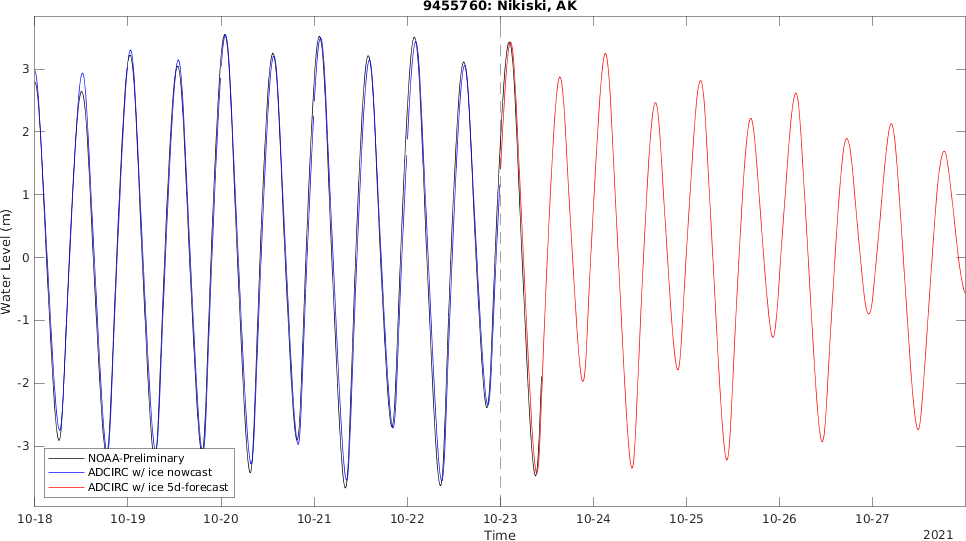 9455760: Nikiski, AK
Water Level (m)
3
2
1
0
-1
-2
-3
NOAA-Preliminary
ADCIRC w/ ice nowcast
ADCIRC w/ ice 5d-forecast
10-18 10-19 10-20 10-21 10-22 10-23 10-24 10-25 10-26 10-27
Time
2021